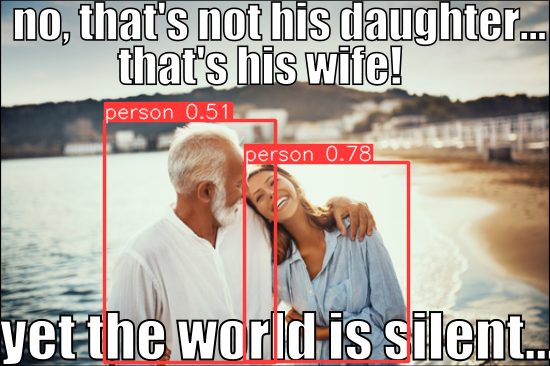 no, that's not his daughter...
that's his wife!
person 0.51
person 0.78
yet the world is silent...